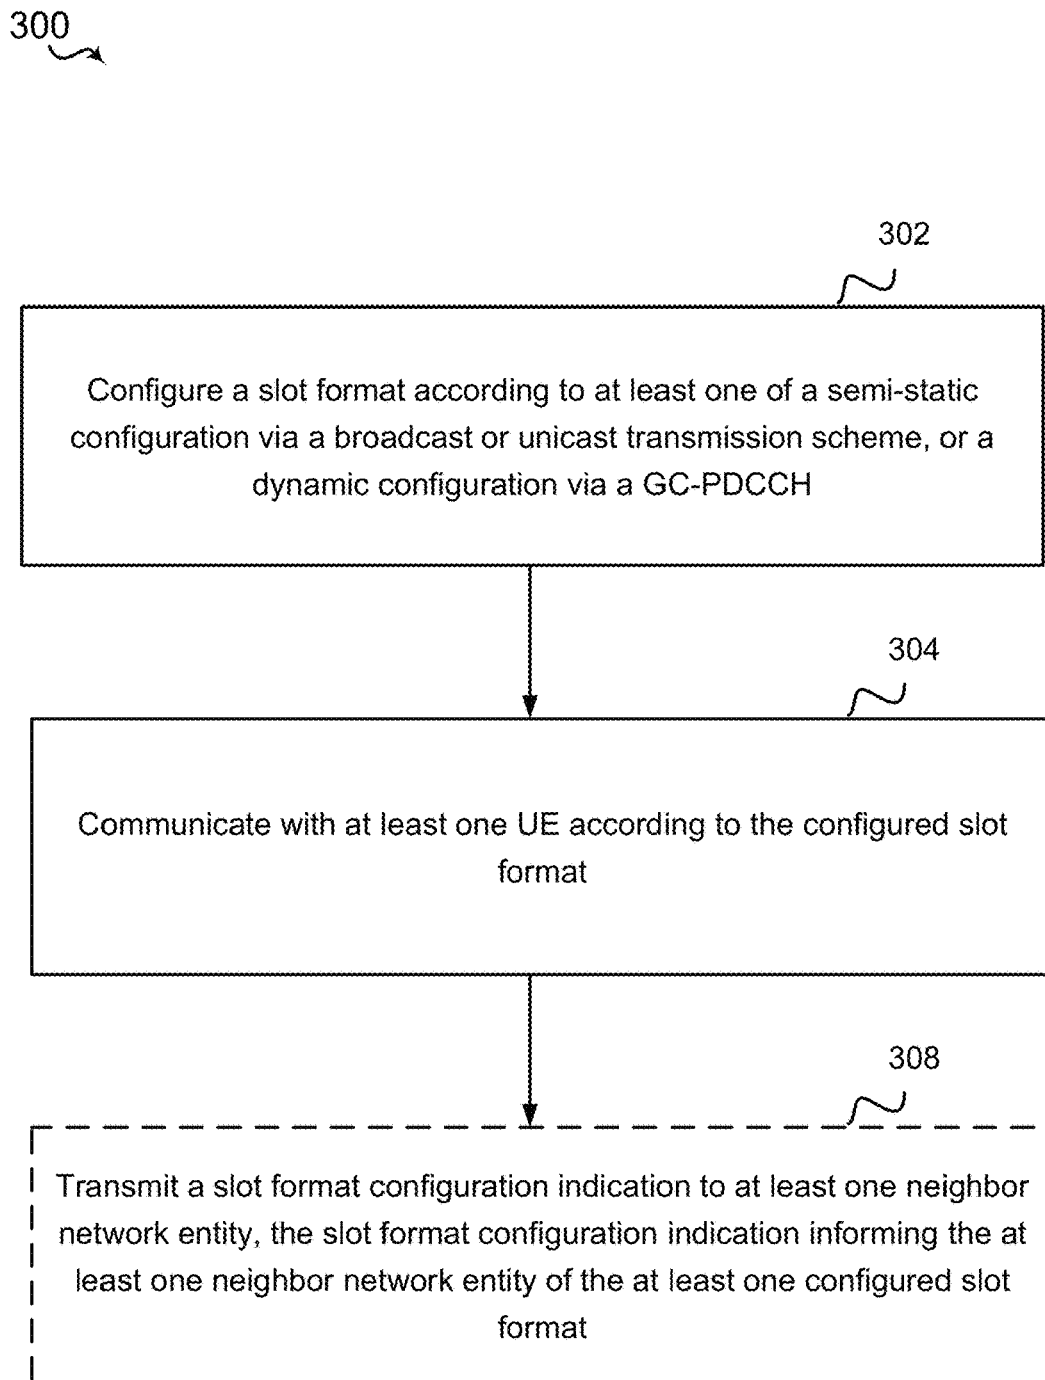 300
302
Configure a slot format according to at least one of a semi-static
configuration via a broadcast or unicast transmission scheme, or a
dynamic configuration via a GC-PDCCH
304
Communicate with at least one UE according to the configured slot
format
308
Transmit a slot format configuration indication to at least one neighbor
network entity, the slot format configuration indication informing the at
least one neighbor network entity of the at least one configured slot
format